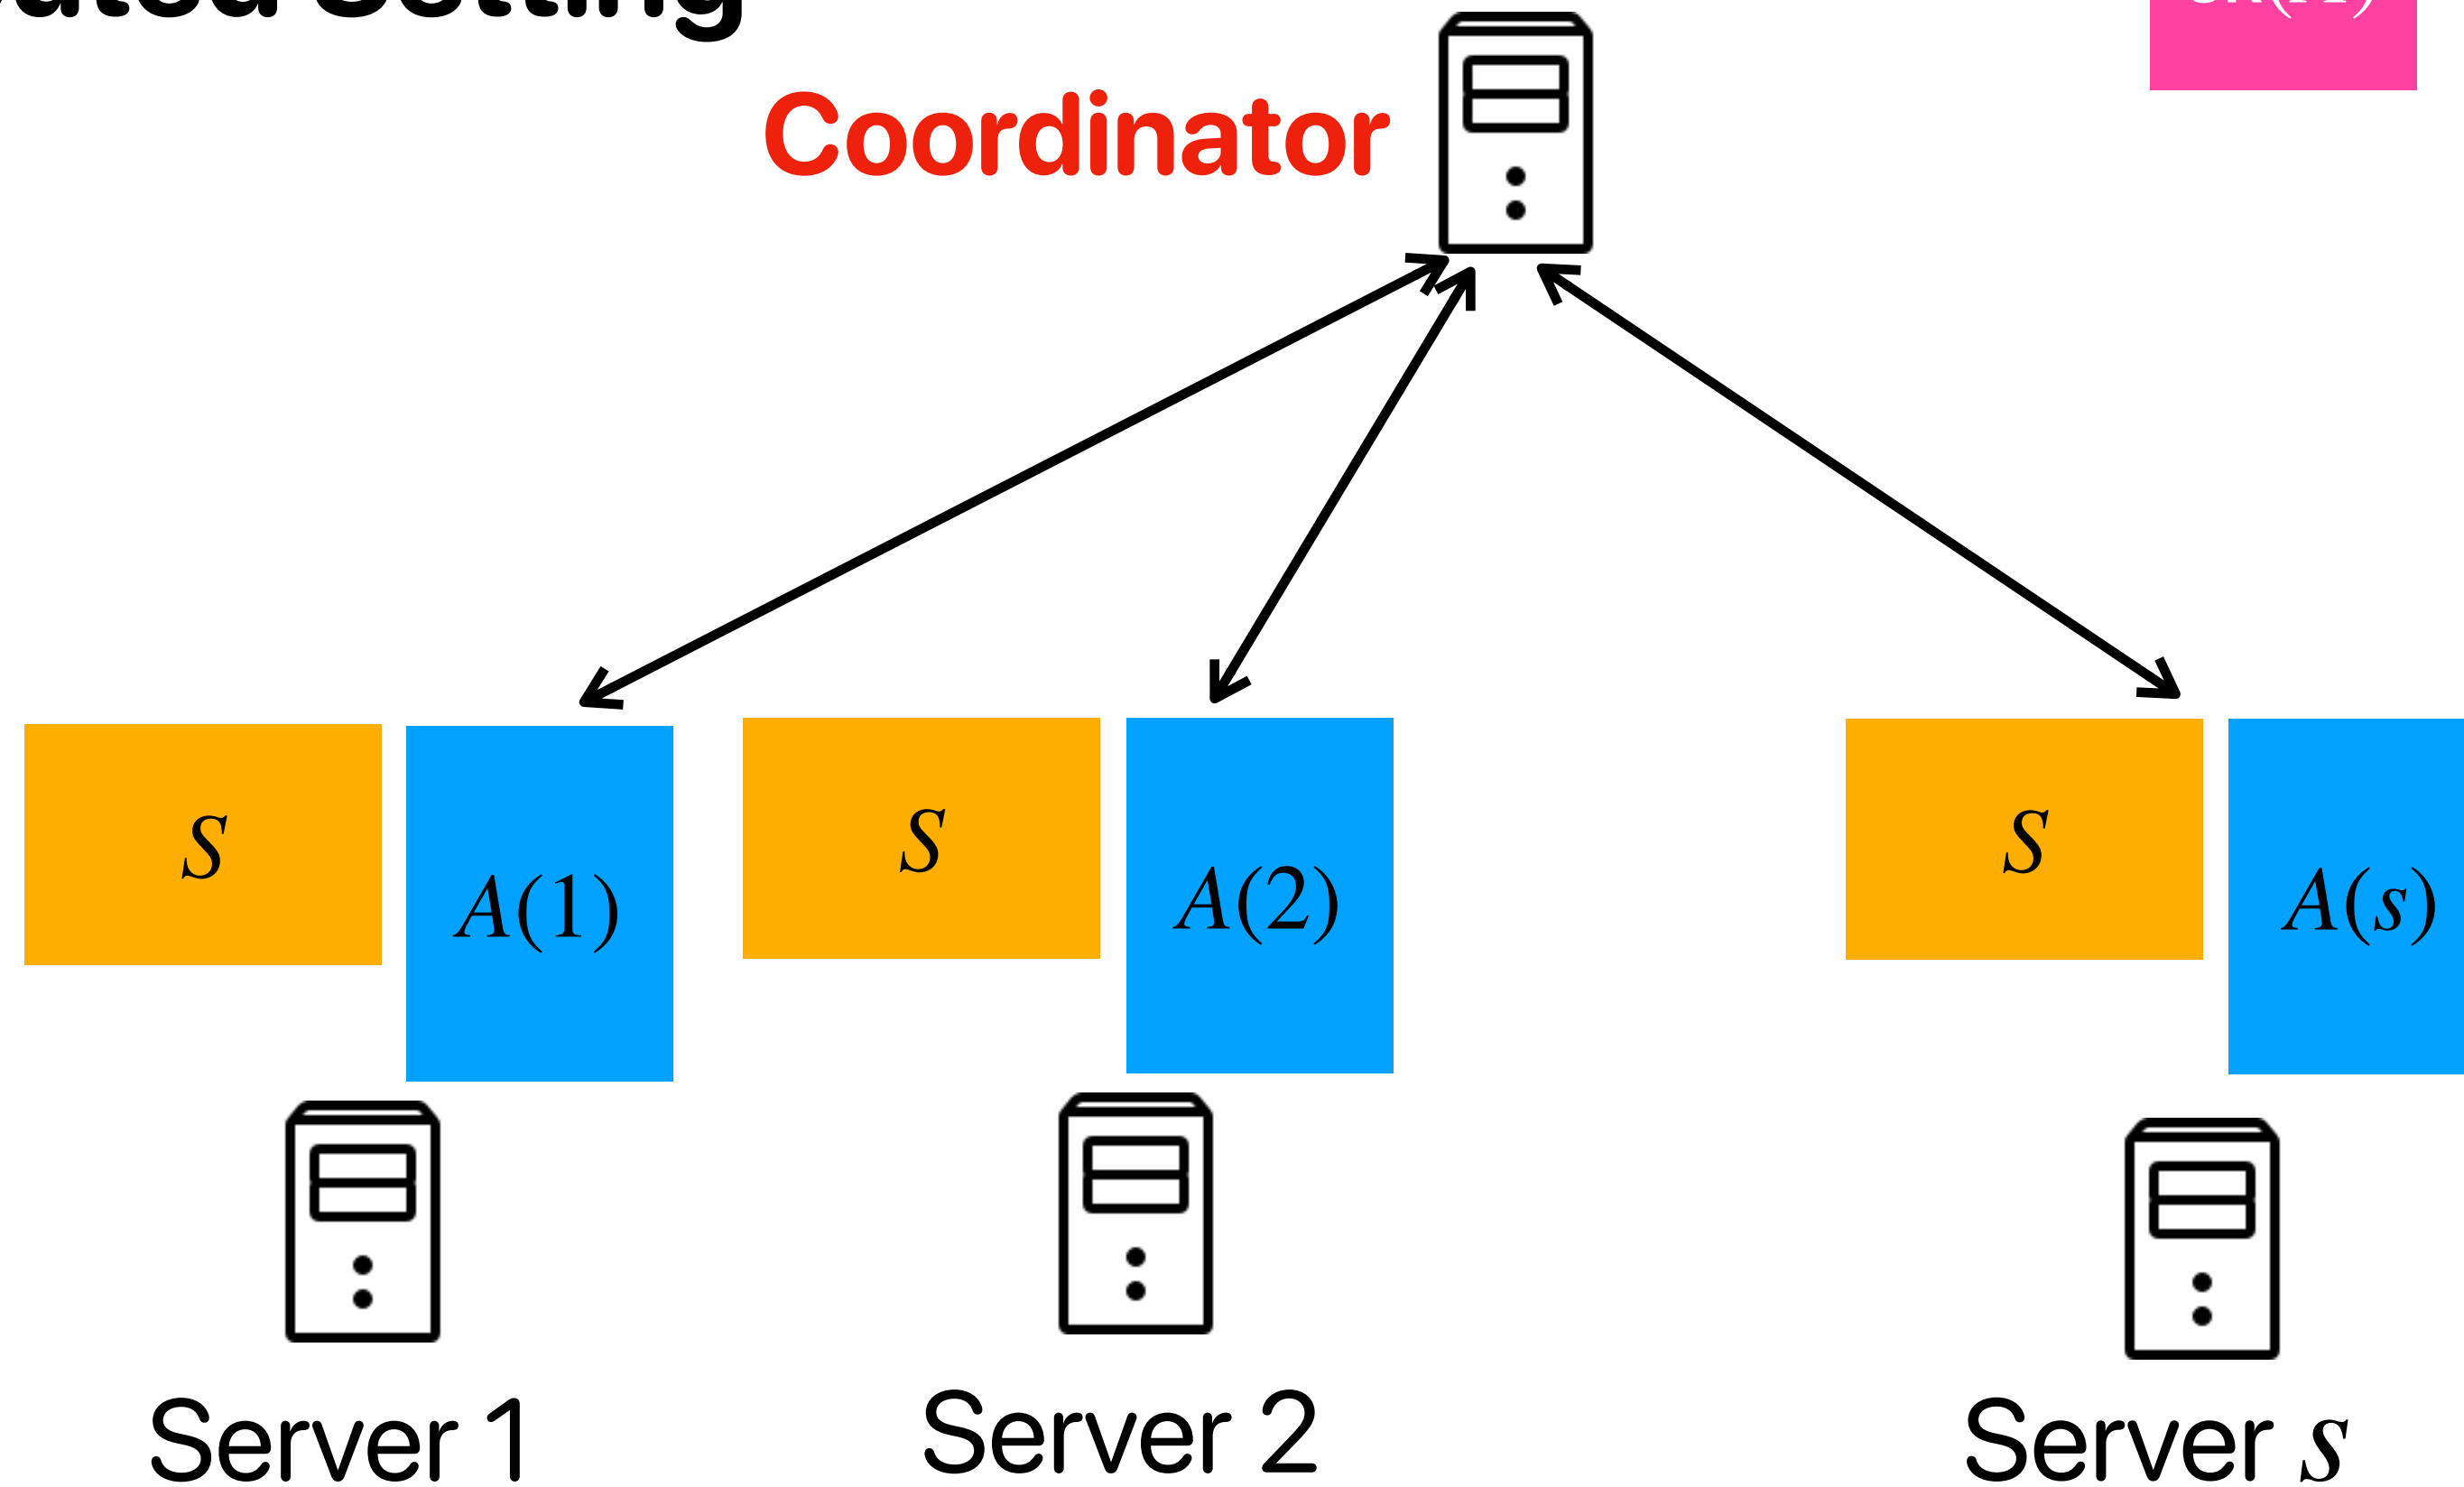 Coordinator
S
A(1)
S
A(2)
S
A(s)
Server 1
Server 2
Server s